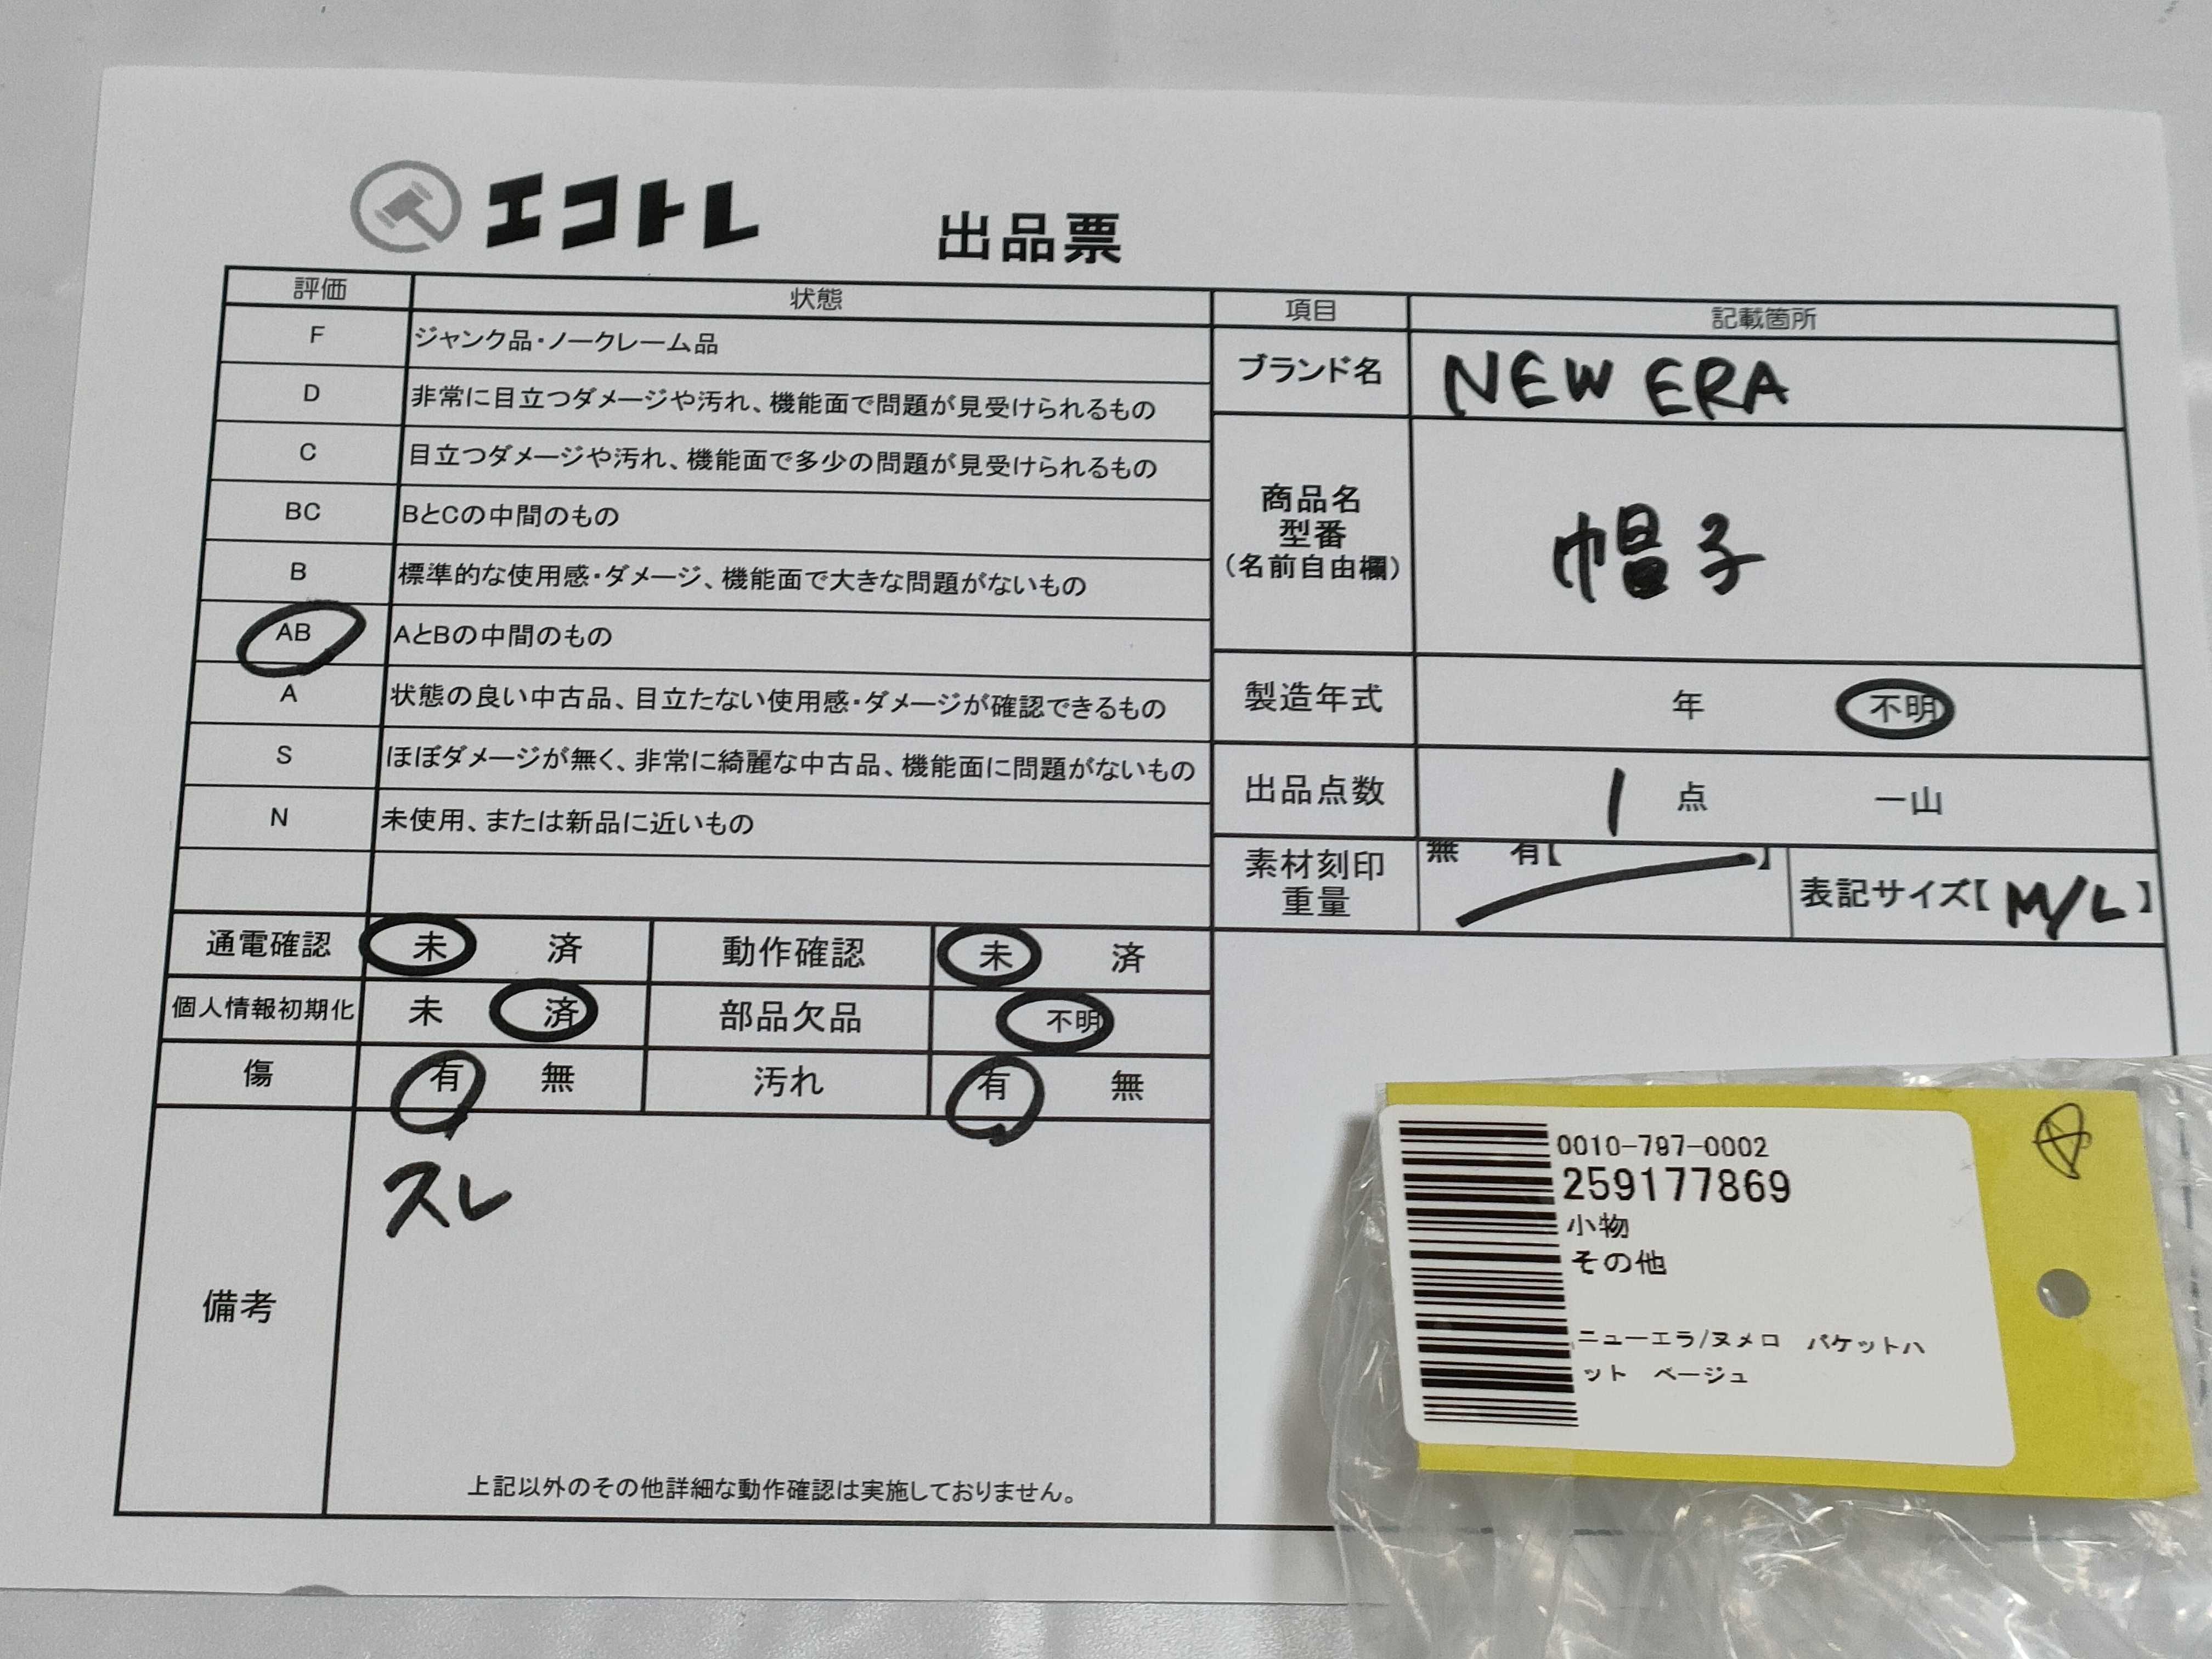 エコトレ 出品票
評価 状態
F ジャンク品・ノークレーム品
D 非常に目立つダメージや汚れ、機能面で問題が見受けられるもの
C 目立つダメージや汚れ、機能面で多少の問題が見受けられるもの
BC BとCの中間のもの
B 標準的な使用感・ダメージ、機能面で大きな問題がないもの
AB AとBの中間のもの
A 状態の良い中古品、目立たない使用感・ダメージが確認できるもの
S ほぼダメージが無く、非常に綺麗な中古品、機能面に問題がないもの
N 未使用、または新品に近いもの
項目 記載箇所
ブランド名 NEW ERA
商品名
型番
(名前自由欄)
帽子
製造年式 年 不明
出品点数 1 点 一山
素材刻印
重量
無 有【 】
表記サイズ【M/L】
通電確認 未 済 動作確認 未 済
個人情報初期化 未 済 部品欠品 不明
傷 有 無 汚れ 有 無
備考
スレ
上記以外のその他詳細な動作確認は実施しておりません。
0010-797-0002
259177869
小物
その他
ニューエラ/ヌメロ バケットハ
ット ベージュ